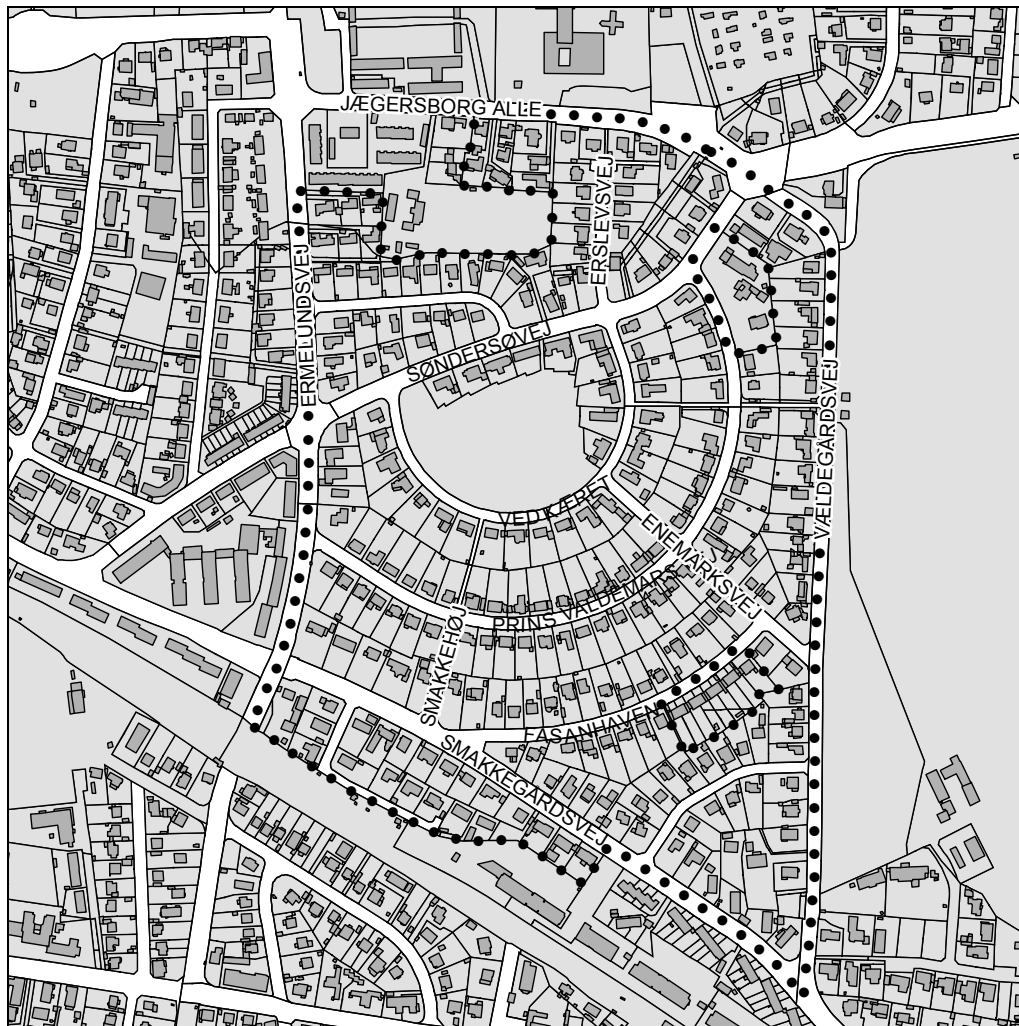 JÆGERSBORG ALLE
ERSLEVSVEJ
ERMELUNDSVEJ
SØNDERSØVEJ
VÆLDEGÅRDSVEJ
VED KÆRET
ENEMÆRKSVEJ
PRINS VALDEMARS
SMAKKEHØJ
FASANHAVEN
SMAKKEGÅRDSVEJ